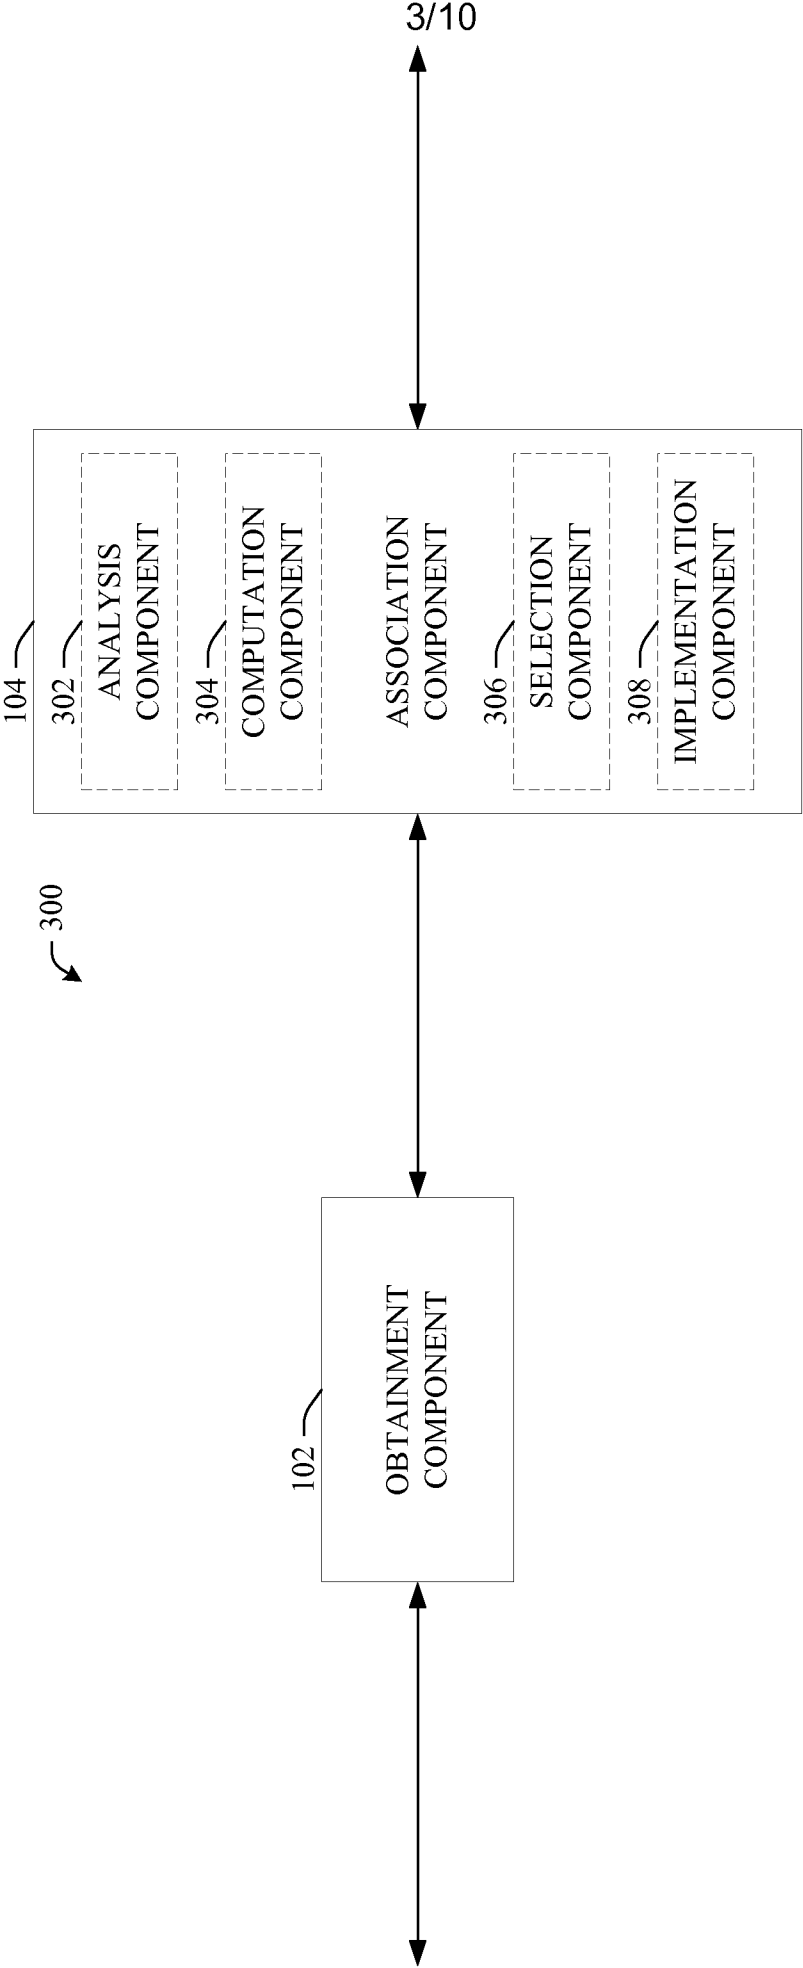 3/10
300
102
OBTAINMENT
COMPONENT
104
302
ANALYSIS
COMPONENT
304
COMPUTATION
COMPONENT
ASSOCIATION
COMPONENT
306
SELECTION
COMPONENT
308
IMPLEMENTATION
COMPONENT